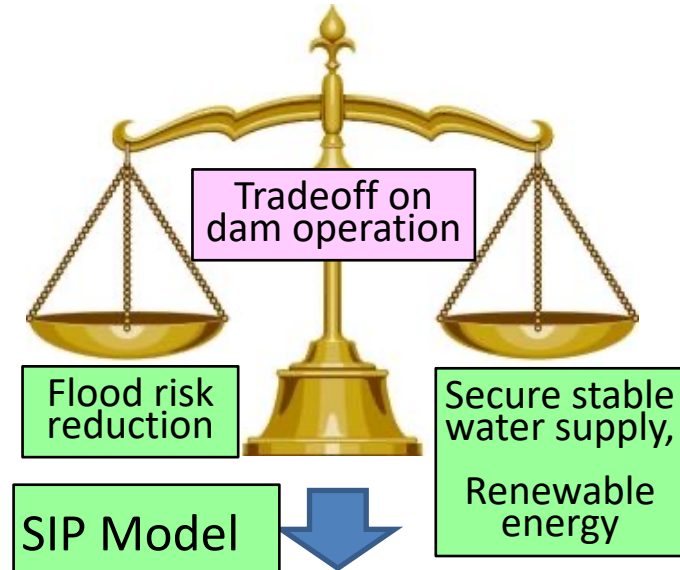 Tradeoff on
dam operation
Flood risk
reduction
Secure stable
water supply,
Renewable
energy
SIP Model